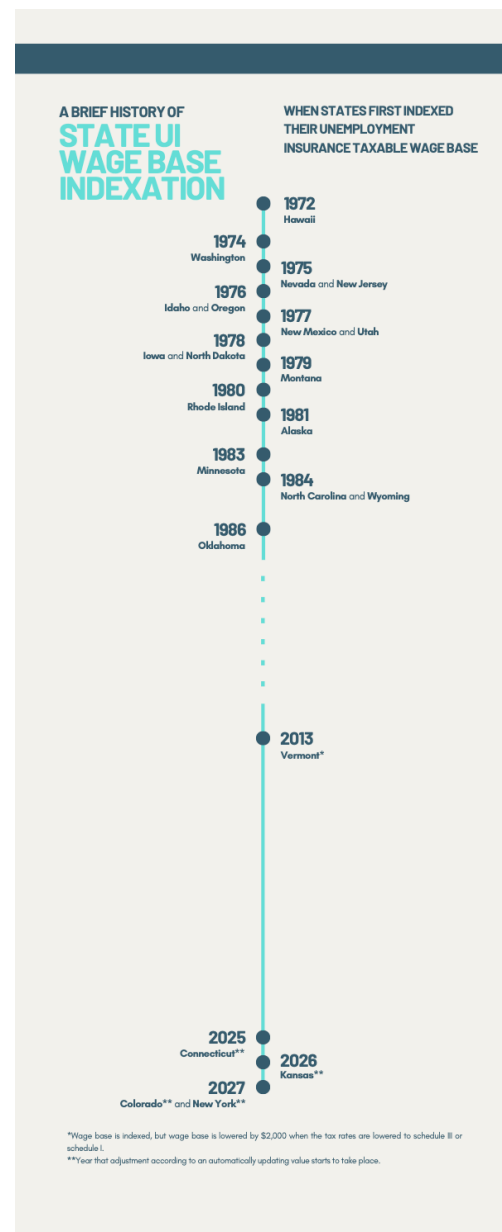 A BRIEF HISTORY OF
STATE UI
WAGE BASE
INDEXATION
WHEN STATES FIRST INDEXED
THEIR UNEMPLOYMENT
INSURANCE TAXABLE WAGE BASE
1972
Hawaii
1974
Washington
1975
Nevada and New Jersey
1976
Idaho and Oregon
1977
New Mexico and Utah
1978
Iowa and North Dakota
1979
Montana
1980
Rhode Island
1981
Alaska
1983
Minnesota
1984
North Carolina and Wyoming
1986
Oklahoma
2013
Vermont*
2025
Connecticut**
2026
Kansas**
2027
Colorado** and New York**
*Wage base is indexed, but wage base is lowered by $2,000 when the tax rates are lowered to schedule III or
schedule I.
**Year that adjustment according to an automatically updating value starts to take place.